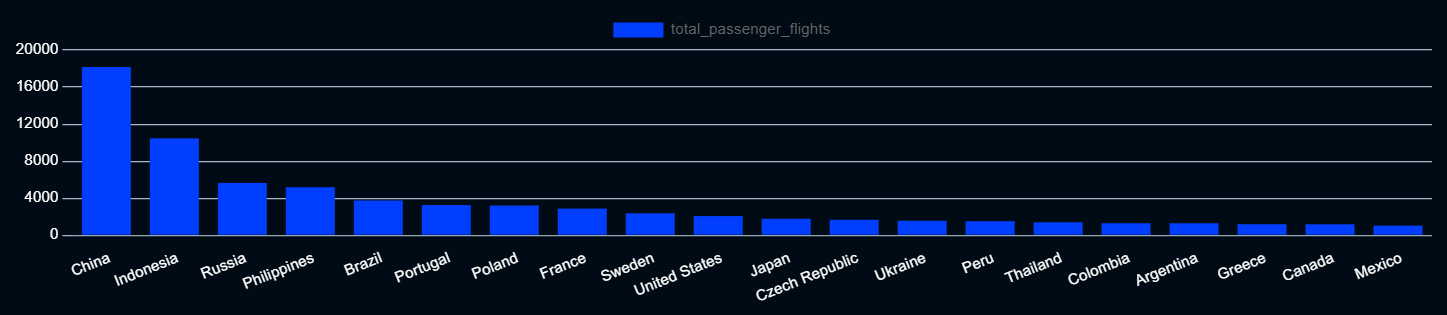 total_passenger_flights
20000
16000
12000
8000
4000
0
China
Indonesia
Russia
Philippines
Brazil
Portugal
Poland
France
Sweden
United States
Japan
Czech Republic
Ukraine
Peru
Thailand
Colombia
Argentina
Greece
Canada
Mexico